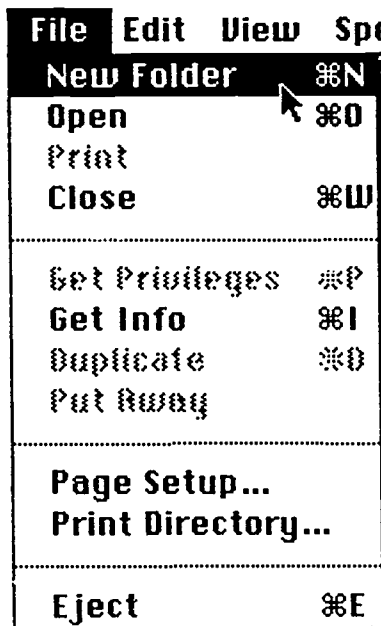 File Edit View Spe
New Folder ⌘N
Open ⌘O
Print
Close ⌘W
Get Privileges ⌘P
Get Info ⌘I
Duplicate ⌘D
Put Away
Page Setup...
Print Directory...
Eject ⌘E